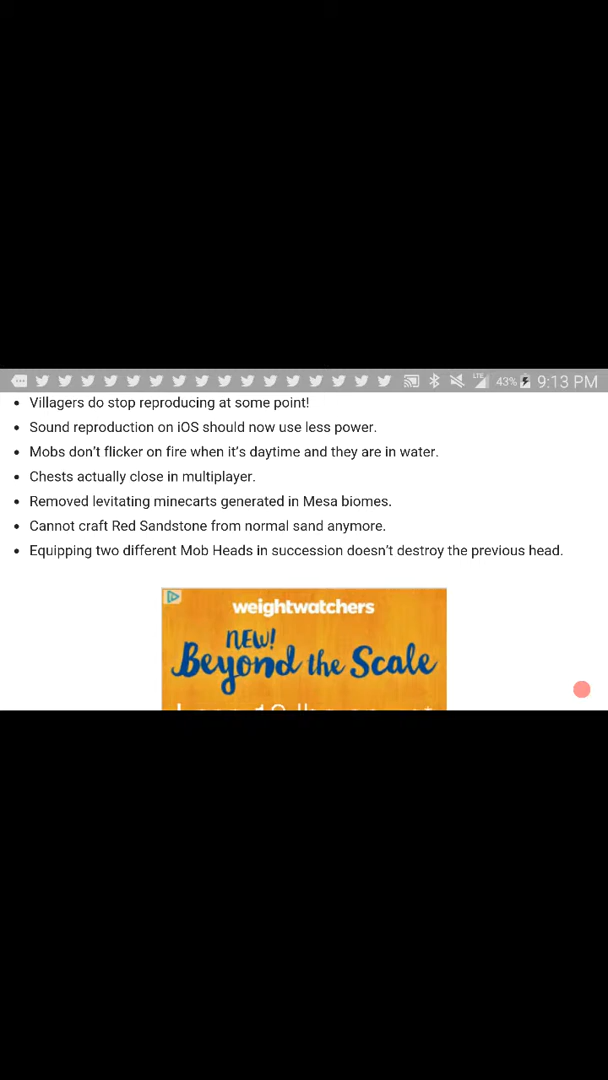 LTE 43% 9:13 PM
• Villagers do stop reproducing at some point!
• Sound reproduction on iOS should now use less power.
• Mobs don't flicker on fire when it's daytime and they are in water.
• Chests actually close in multiplayer.
• Removed levitating minecarts generated in Mesa biomes.
• Cannot craft Red Sandstone from normal sand anymore.
• Equipping two different Mob Heads in succession doesn't destroy the previous head.
weightwatchers
NEW!
Beyond the Scale